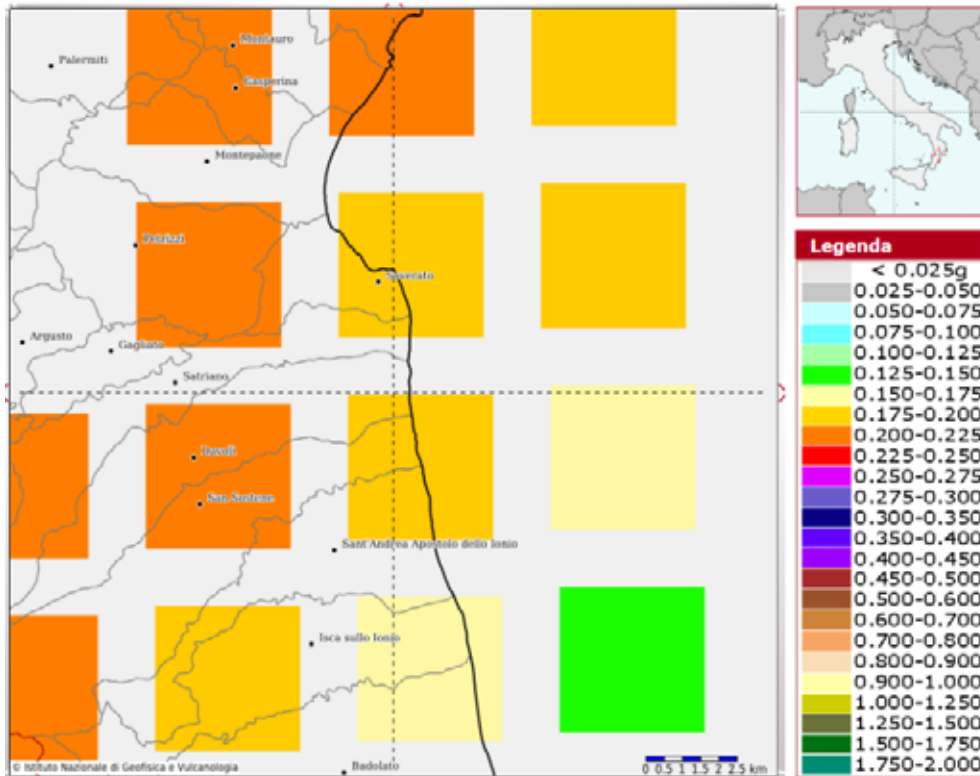 Montauro
Palermiti
Gasperina
Montepaone
Petrizzi
Soverato
Argusto
Gagliato
Satriano
Davoli
San Sostene
Sant'Andrea Apostolo dello Ionio
Isca sullo Ionio
Badolato
© Istituto Nazionale di Geofisica e Vulcanologia
0 0.5 1 1.5 2 2.5 km
Legenda
< 0.025g
0.025-0.050
0.050-0.075
0.075-0.100
0.100-0.125
0.125-0.150
0.150-0.175
0.175-0.200
0.200-0.225
0.225-0.250
0.250-0.275
0.275-0.300
0.300-0.350
0.350-0.400
0.400-0.450
0.450-0.500
0.500-0.600
0.600-0.700
0.700-0.800
0.800-0.900
0.900-1.000
1.000-1.250
1.250-1.500
1.500-1.750
1.750-2.000